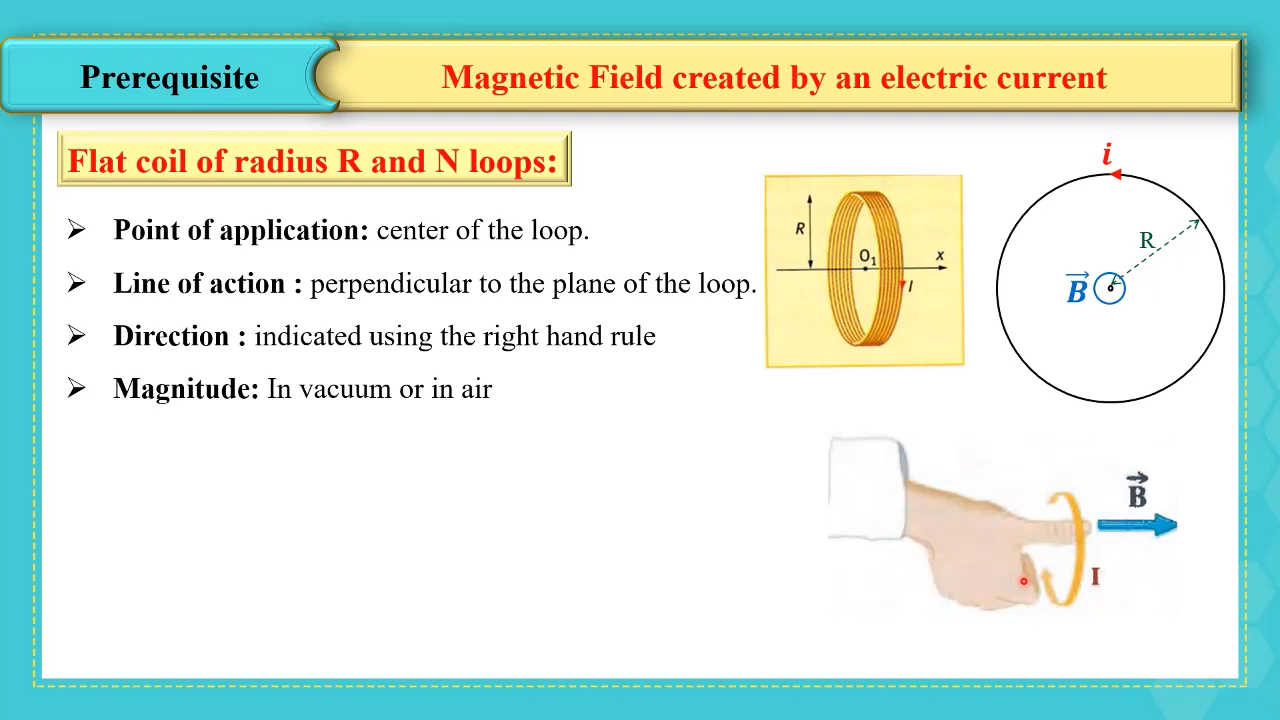 Prerequisite
Magnetic Field created by an electric current
Flat coil of radius R and N loops:
➢ Point of application: center of the loop.
➢ Line of action : perpendicular to the plane of the loop.
➢ Direction : indicated using the right hand rule
➢ Magnitude: In vacuum or in air
R
O₁
x
I
i
R
B⃗
B⃗
I